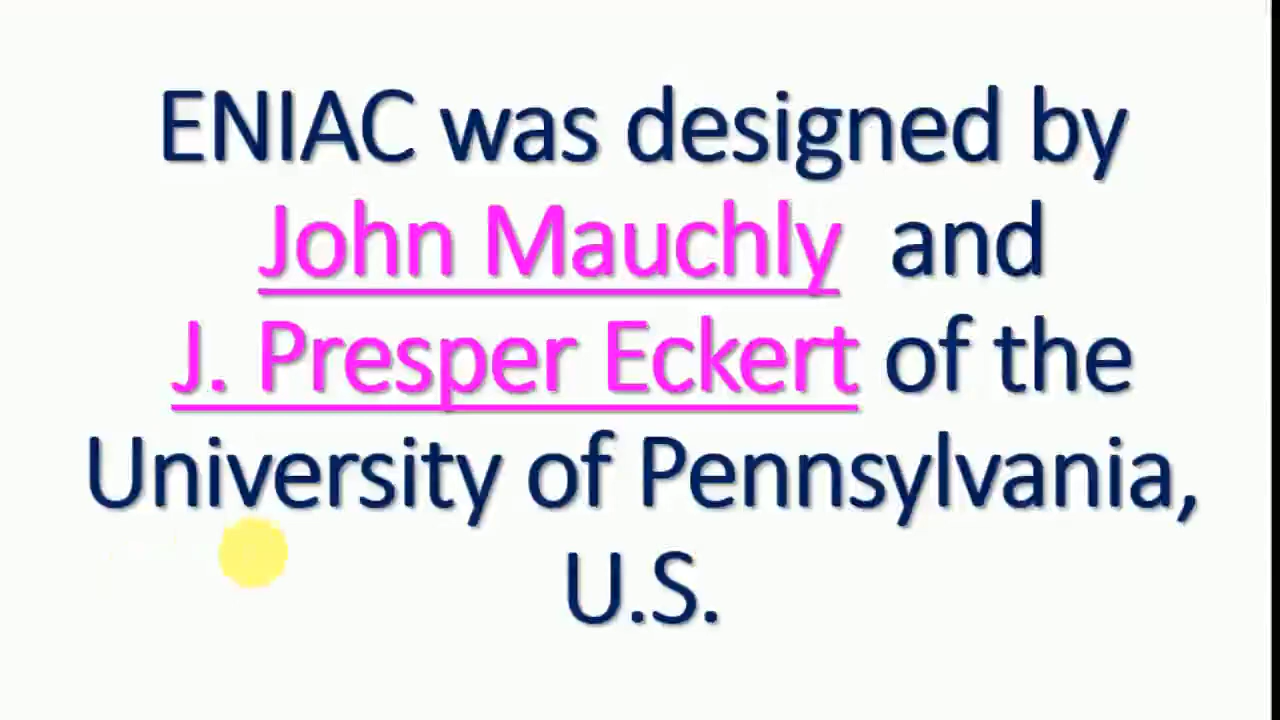 ENIAC was designed by
John Mauchly and
J. Presper Eckert of the
University of Pennsylvania,
U.S.